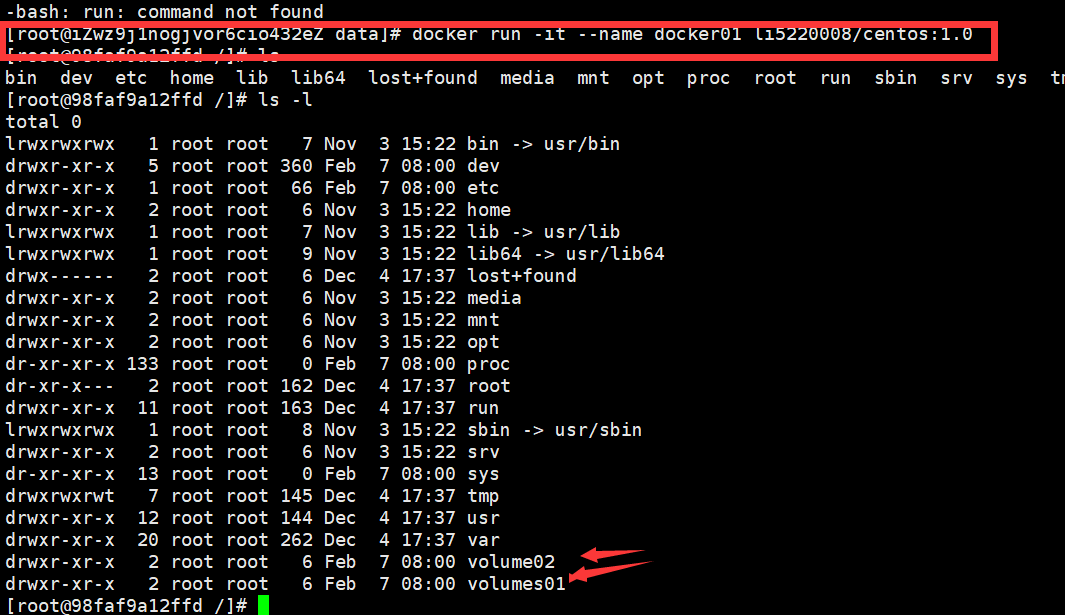 -bash: run: command not found
[root@iZwz9j1nogjvor6cio432eZ data]# docker run -it --name docker01 li5220008/centos:1.0
[root@98faf9a12ffd /]# ls
bin dev etc home lib lib64 lost+found media mnt opt proc root run sbin srv sys
[root@98faf9a12ffd /]# ls -l
total 0
lrwxrwxrwx 1 root root 7 Nov 3 15:22 bin -> usr/bin
drwxr-xr-x 5 root root 360 Feb 7 08:00 dev
drwxr-xr-x 1 root root 66 Feb 7 08:00 etc
drwxr-xr-x 2 root root 6 Nov 3 15:22 home
lrwxrwxrwx 1 root root 7 Nov 3 15:22 lib -> usr/lib
lrwxrwxrwx 1 root root 9 Nov 3 15:22 lib64 -> usr/lib64
drwx------ 2 root root 6 Dec 4 17:37 lost+found
drwxr-xr-x 2 root root 6 Nov 3 15:22 media
drwxr-xr-x 2 root root 6 Nov 3 15:22 mnt
drwxr-xr-x 2 root root 6 Nov 3 15:22 opt
dr-xr-xr-x 133 root root 0 Feb 7 08:00 proc
dr-xr-x--- 2 root root 162 Dec 4 17:37 root
drwxr-xr-x 11 root root 163 Dec 4 17:37 run
lrwxrwxrwx 1 root root 8 Nov 3 15:22 sbin -> usr/sbin
drwxr-xr-x 2 root root 6 Nov 3 15:22 srv
dr-xr-xr-x 13 root root 0 Feb 7 08:00 sys
drwxrwxrwt 7 root root 145 Dec 4 17:37 tmp
drwxr-xr-x 12 root root 144 Dec 4 17:37 usr
drwxr-xr-x 20 root root 262 Dec 4 17:37 var
drwxr-xr-x 2 root root 6 Feb 7 08:00 volume02
drwxr-xr-x 2 root root 6 Feb 7 08:00 volumes01
[root@98faf9a12ffd /]#